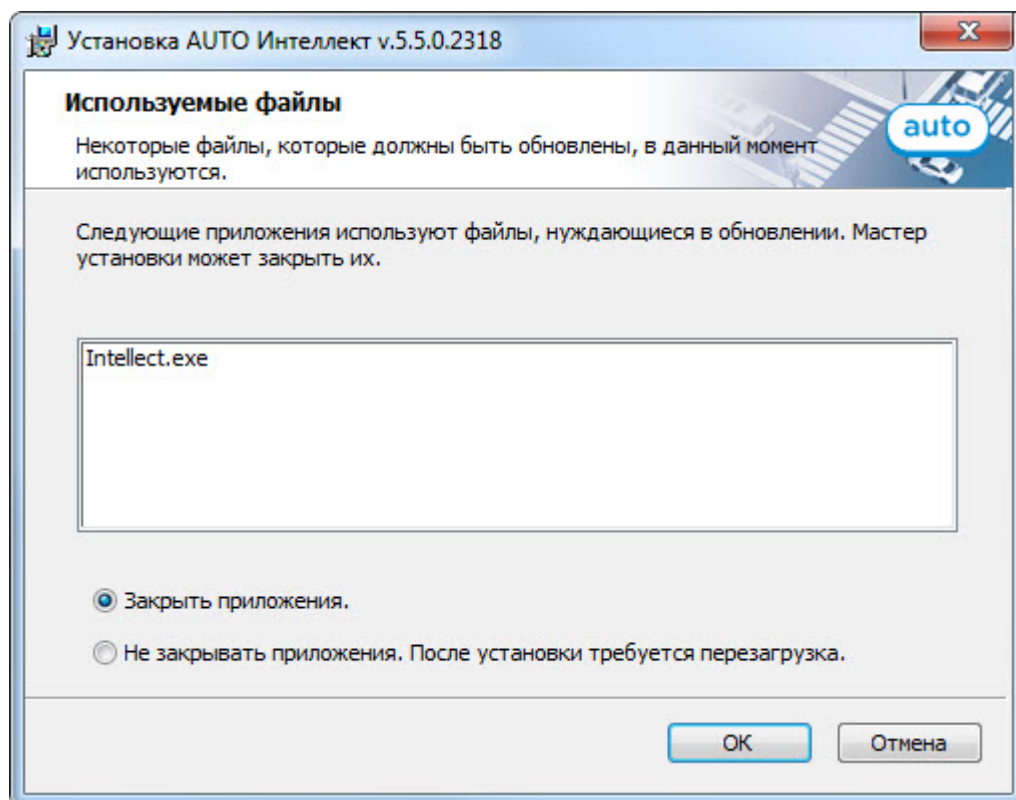 Установка AUTO Интеллект v.5.5.0.2318
Используемые файлы
Некоторые файлы, которые должны быть обновлены, в данный момент
используются.
auto
Следующие приложения используют файлы, нуждающиеся в обновлении. Мастер
установки может закрыть их.
Intellect.exe
Закрыть приложения.
Не закрывать приложения. После установки требуется перезагрузка.
OK
Отмена